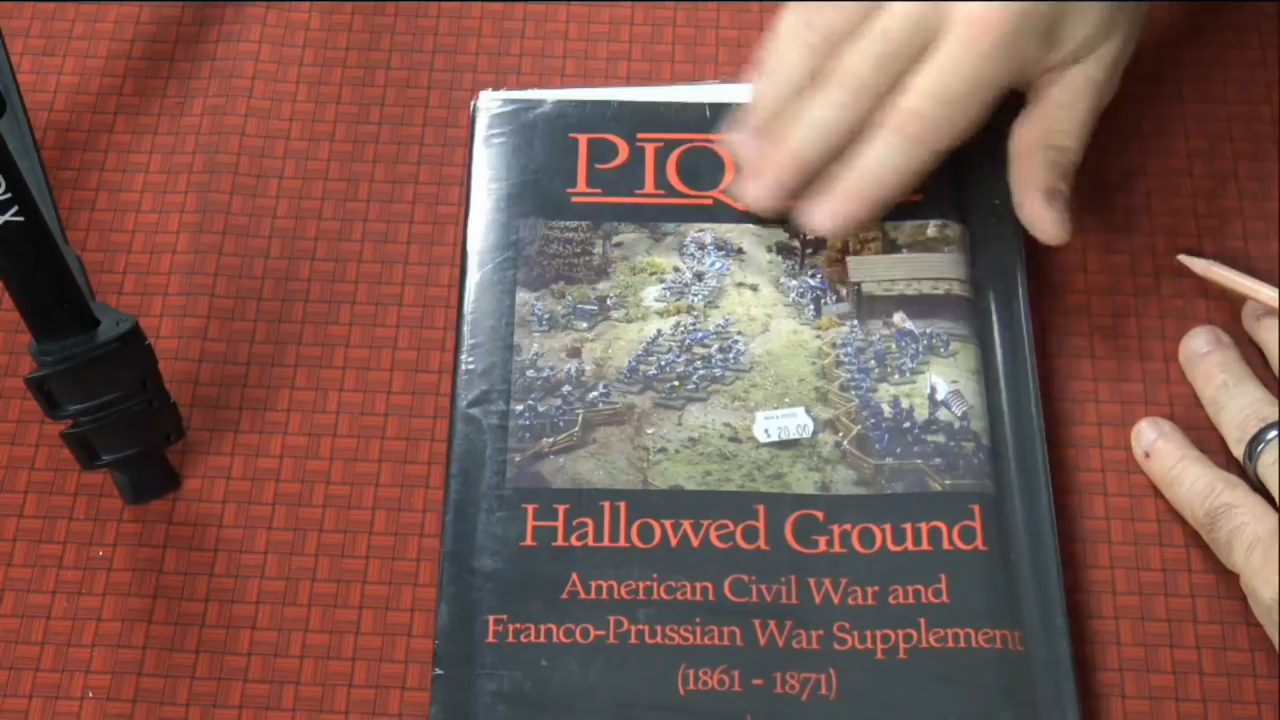 PIQ
$ 20.00
Hallowed Ground
American Civil War and
Franco-Prussian War Supplement
(1861 - 1871)